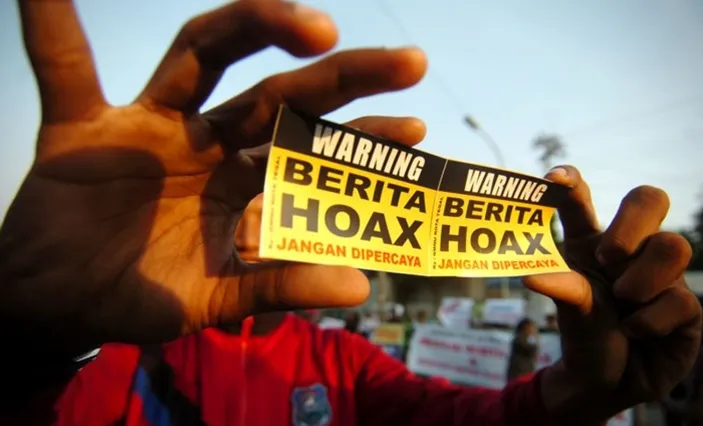 WARNING
BERITA
HOAX
JANGAN DIPERCAYA
WARNING
BERITA
HOAX
JANGAN DIPERCAYA